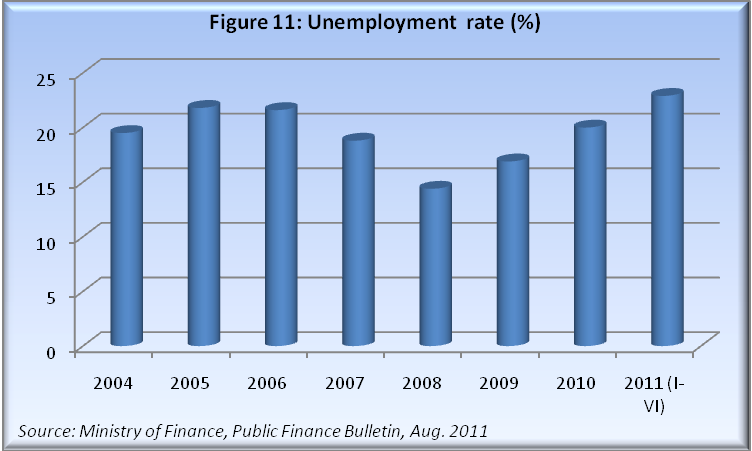 Figure 11: Unemployment rate (%)
25
20
15
10
5
0
2004 2005 2006 2007 2008 2009 2010 2011 (I-
VI)
Source: Ministry of Finance, Public Finance Bulletin, Aug. 2011